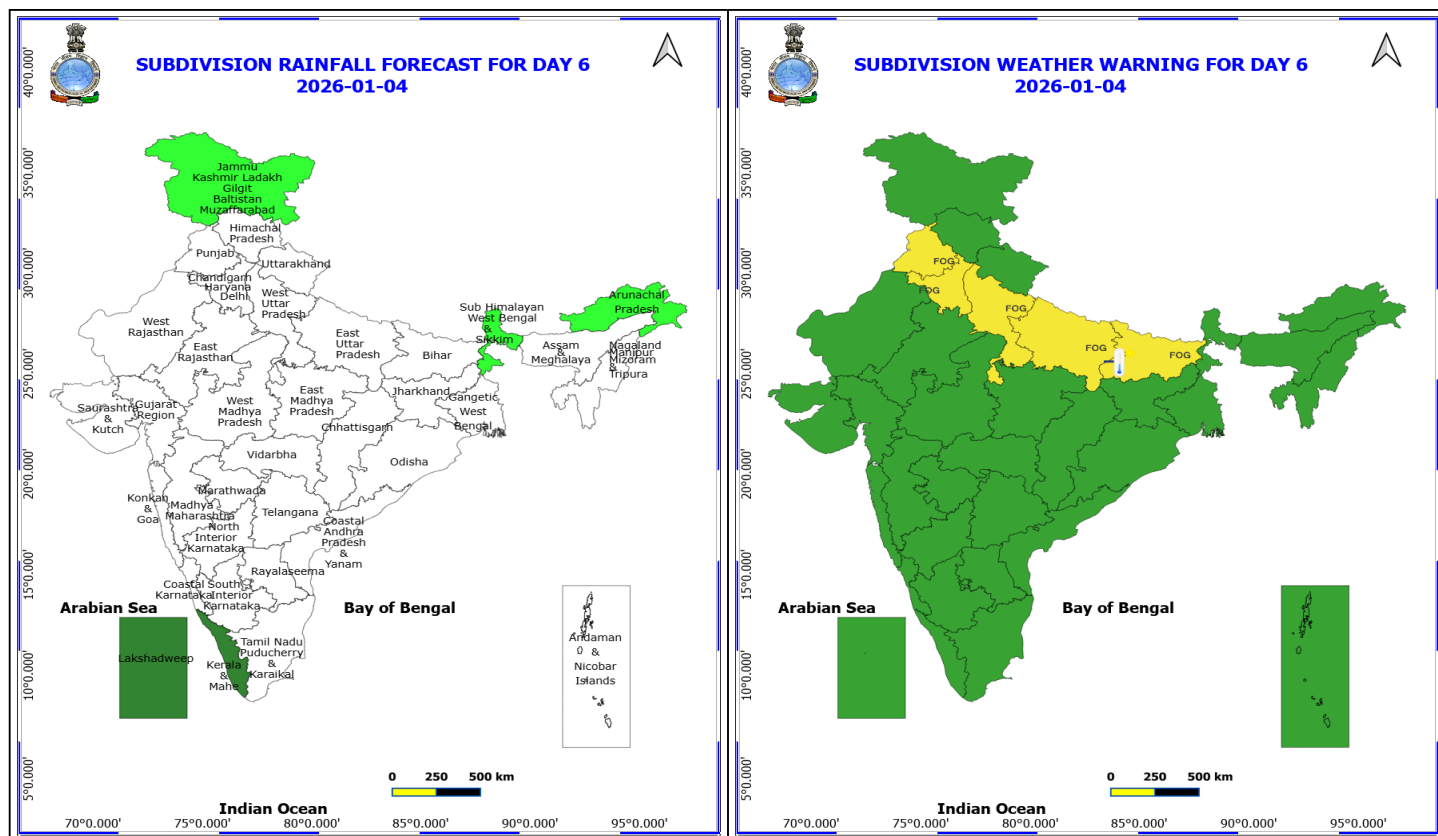 SUBDIVISION RAINFALL FORECAST FOR DAY 6
2026-01-04
40°0.000'
35°0.000'
30°0.000'
25°0.000'
20°0.000'
15°0.000'
10°0.000'
5°0.000'
Jammu
Kashmir Ladakh
Gilgit
Baltistan
Muzaffarabad
Himachal
Pradesh
Punjab
Uttarakhand
Chandigarh
Haryana
Delhi
West
Uttar
Pradesh
Arunachal
Pradesh
Sub Himalayan
West Bengal
&
Sikkim
West
Rajasthan
East
Rajasthan
East
Uttar
Pradesh
Bihar
Assam
&
Meghalaya
Nagaland
Manipur
Mizoram
&
Tripura
Jharkhand
Gangetic
West
Bengal
Saurashtra
&
Kutch
Gujarat
Region
West
Madhya
Pradesh
East
Madhya
Pradesh
Chhattisgarh
Vidarbha
Odisha
Konkan
&
Goa
Marathwada
Madhya
Maharashtra
Telangana
North
Interior
Karnataka
Coastal
Andhra
Pradesh
&
Yanam
Rayalaseema
Coastal
Karnataka
South
Interior
Karnataka
Arabian Sea
Bay of Bengal
Lakshadweep
Kerala
&
Mahe
Tamil Nadu
Puducherry
&
Karaikal
Andaman
&
Nicobar
Islands
0 250 500 km
Indian Ocean
70°0.000' 75°0.000' 80°0.000' 85°0.000' 90°0.000' 95°0.000'
SUBDIVISION WEATHER WARNING FOR DAY 6
2026-01-04
40°0.000'
35°0.000'
30°0.000'
25°0.000'
20°0.000'
15°0.000'
10°0.000'
5°0.000'
FOG
FOG
FOG
FOG
FOG
Arabian Sea
Bay of Bengal
0 250 500 km
Indian Ocean
70°0.000' 75°0.000' 80°0.000' 85°0.000' 90°0.000' 95°0.000'